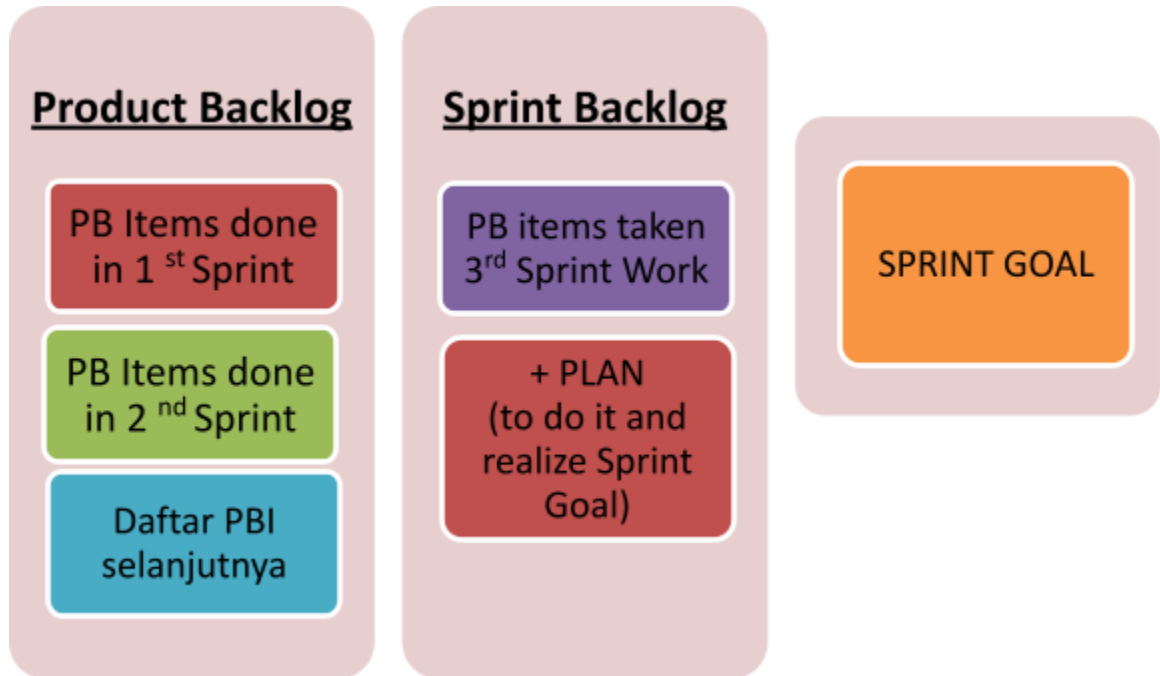 Product Backlog
PB Items done
in 1 st Sprint
PB Items done
in 2 nd Sprint
Daftar PBI
selanjutnya
Sprint Backlog
PB items taken
3rd Sprint Work
+ PLAN
(to do it and
realize Sprint
Goal)
SPRINT GOAL